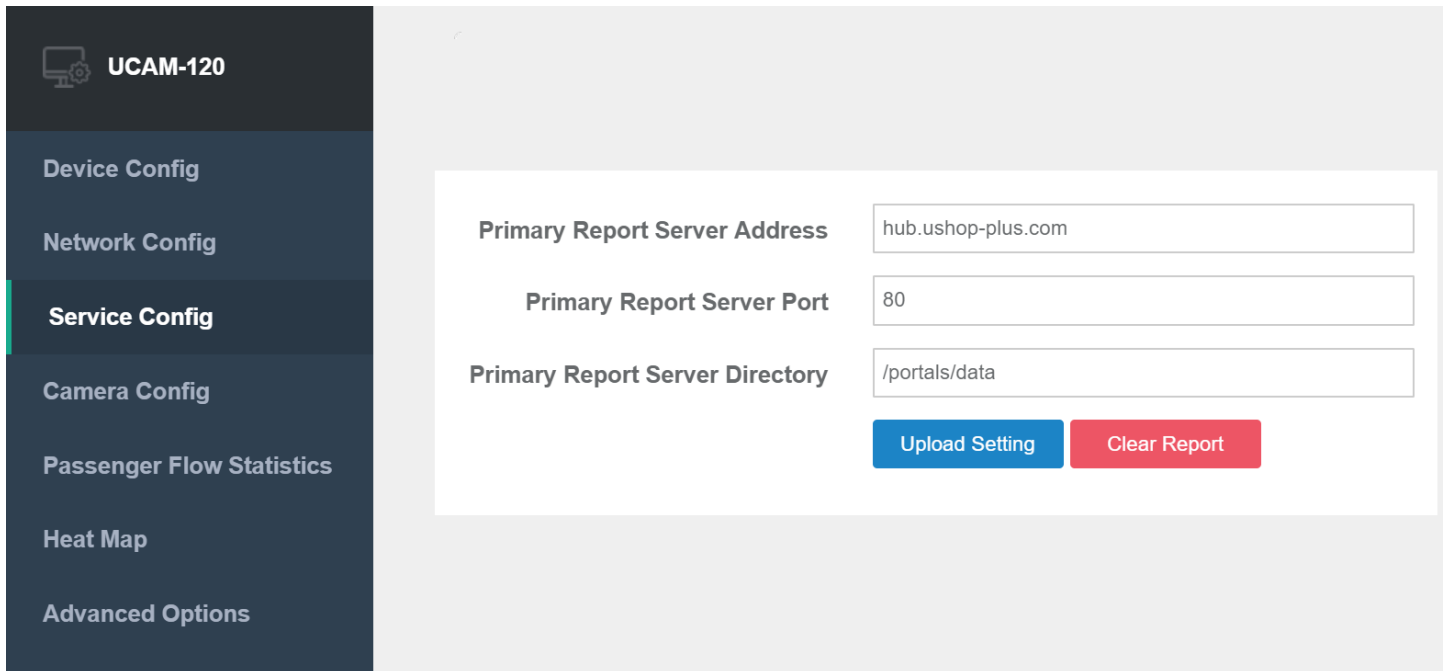 UCAM-120
Device Config
Network Config
Service Config
Camera Config
Passenger Flow Statistics
Heat Map
Advanced Options
Primary Report Server Address
hub.ushop-plus.com
Primary Report Server Port
80
Primary Report Server Directory
/portals/data
Upload Setting
Clear Report